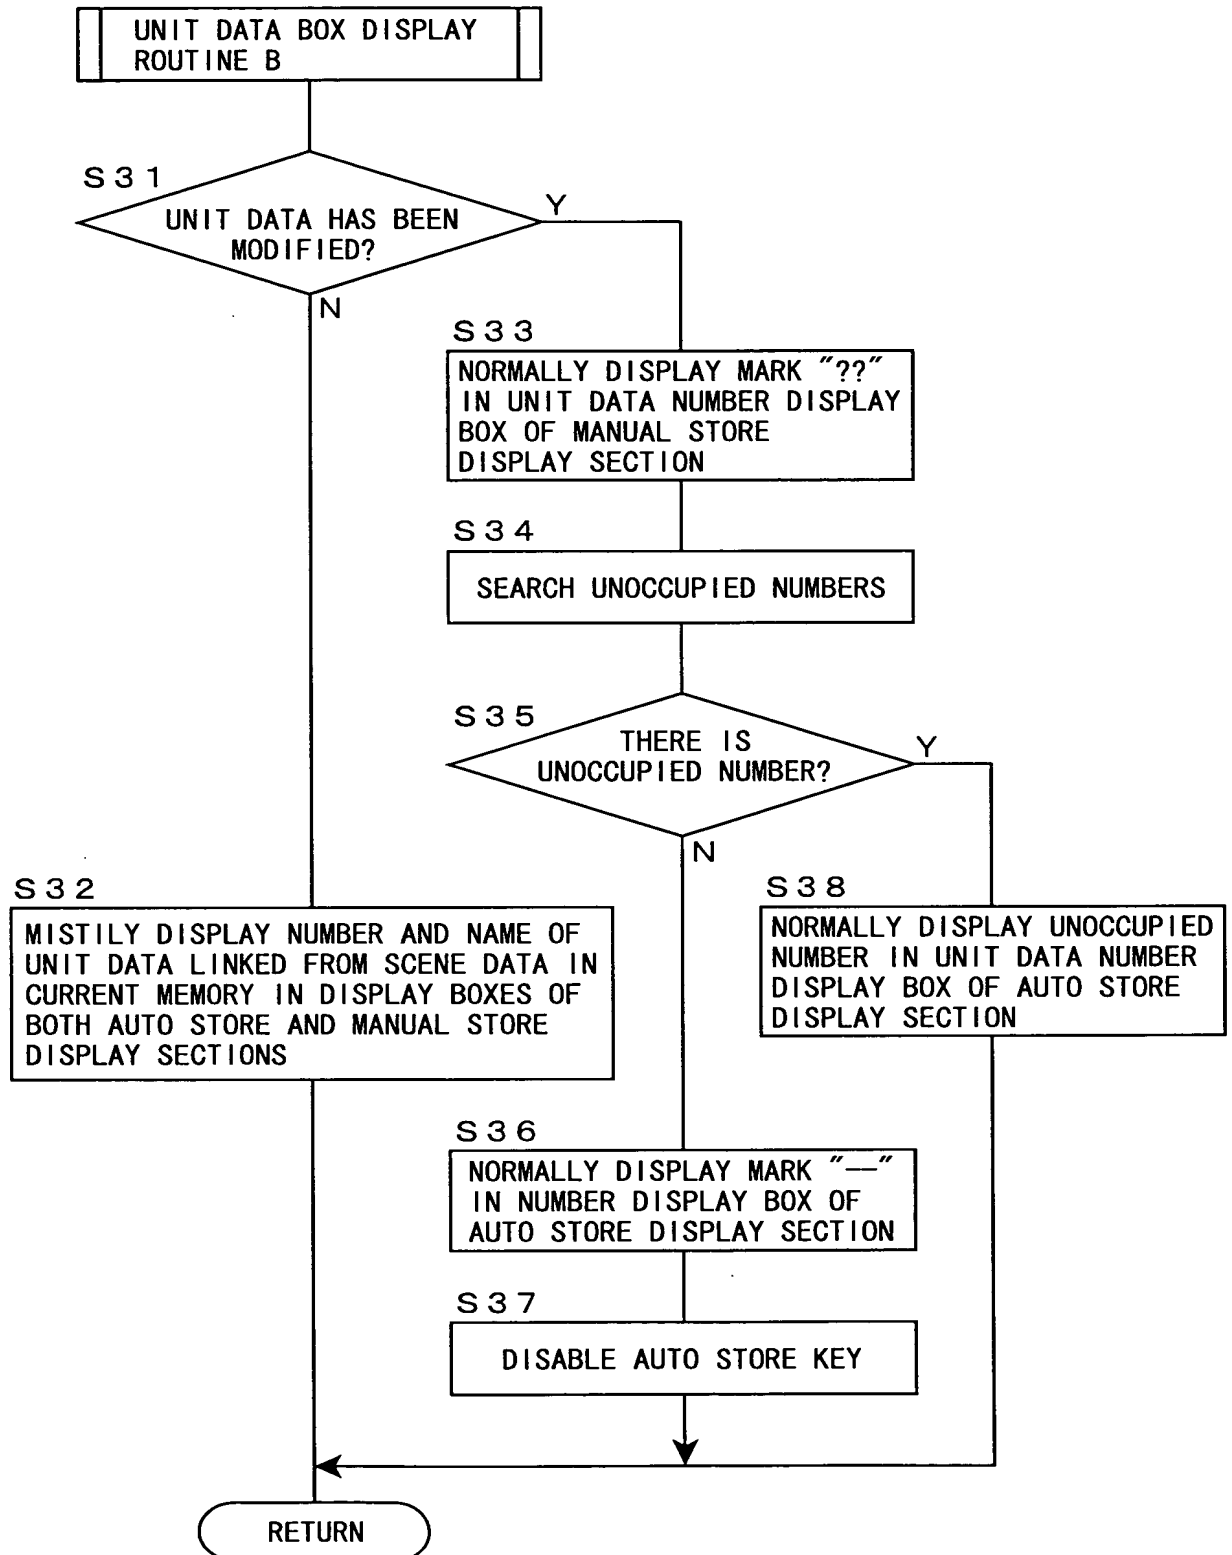 UNIT DATA BOX DISPLAY
ROUTINE B
S31
UNIT DATA HAS BEEN
MODIFIED?
Y
N
S33
NORMALLY DISPLAY MARK "??"
IN UNIT DATA NUMBER DISPLAY
BOX OF MANUAL STORE
DISPLAY SECTION
S34
SEARCH UNOCCUPIED NUMBERS
S35
THERE IS
UNOCCUPIED NUMBER?
Y
N
S32
MISTILY DISPLAY NUMBER AND NAME OF
UNIT DATA LINKED FROM SCENE DATA IN
CURRENT MEMORY IN DISPLAY BOXES OF
BOTH AUTO STORE AND MANUAL STORE
DISPLAY SECTIONS
S38
NORMALLY DISPLAY UNOCCUPIED
NUMBER IN UNIT DATA NUMBER
DISPLAY BOX OF AUTO STORE
DISPLAY SECTION
S36
NORMALLY DISPLAY MARK "——"
IN NUMBER DISPLAY BOX OF
AUTO STORE DISPLAY SECTION
S37
DISABLE AUTO STORE KEY
RETURN